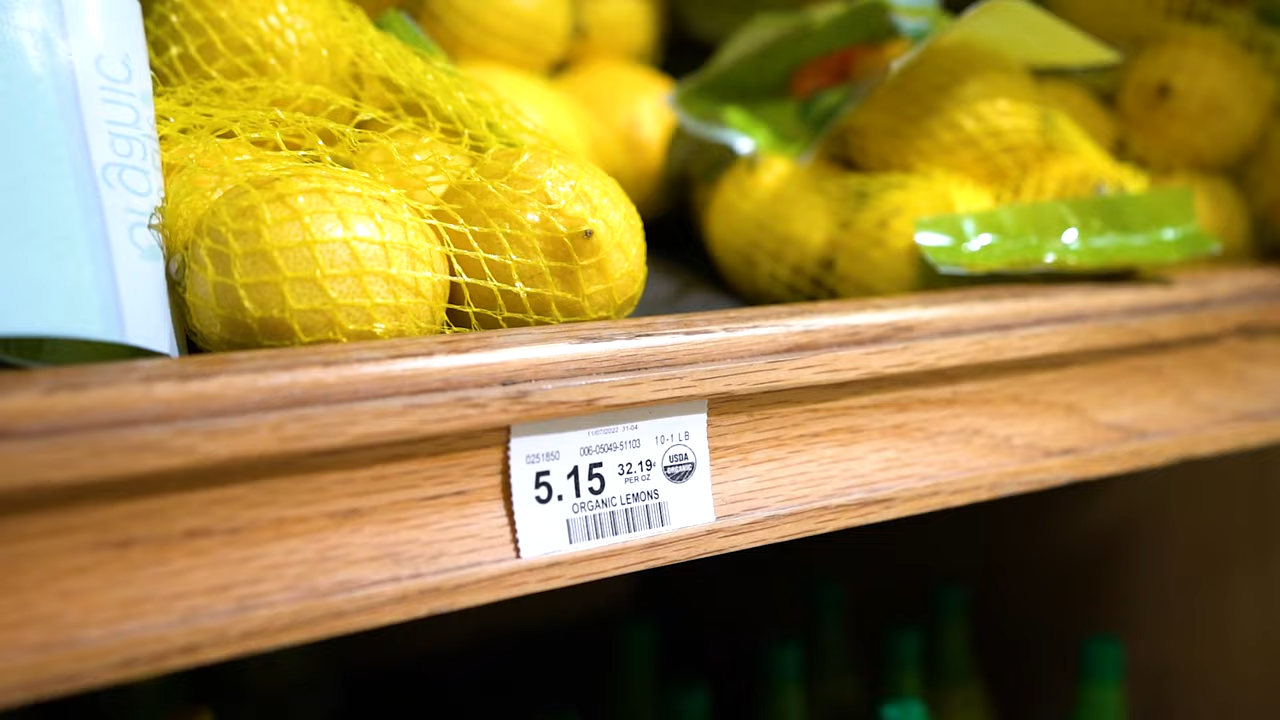 11/07/2022 31-04
0251850 006-05049-51103 10-1 LB
5.15 32.19¢ USDA
PER OZ ORGANIC
ORGANIC LEMONS